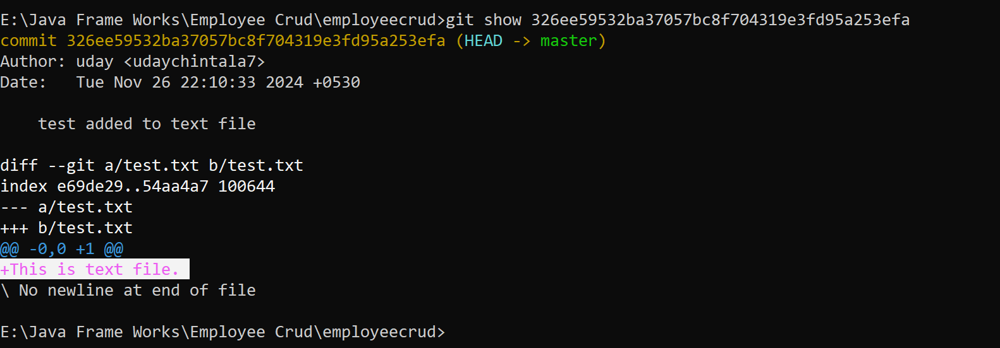 E:\Java Frame Works\Employee Crud\employeecrud>git show 326ee59532ba37057bc8f704319e3fd95a253efa
commit 326ee59532ba37057bc8f704319e3fd95a253efa (HEAD -> master)
Author: uday <udaychintala7>
Date:   Tue Nov 26 22:10:33 2024 +0530
    test added to text file
diff --git a/test.txt b/test.txt
index e69de29..54aa4a7 100644
--- a/test.txt
+++ b/test.txt
@@ -0,0 +1 @@
+This is text file.
\ No newline at end of file
E:\Java Frame Works\Employee Crud\employeecrud>